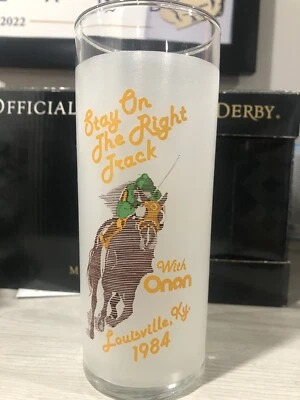 2022
OFFICIAL
DERBY®
Stay On
The Right
Track
With
Onan
Louisville, Ky.
1984